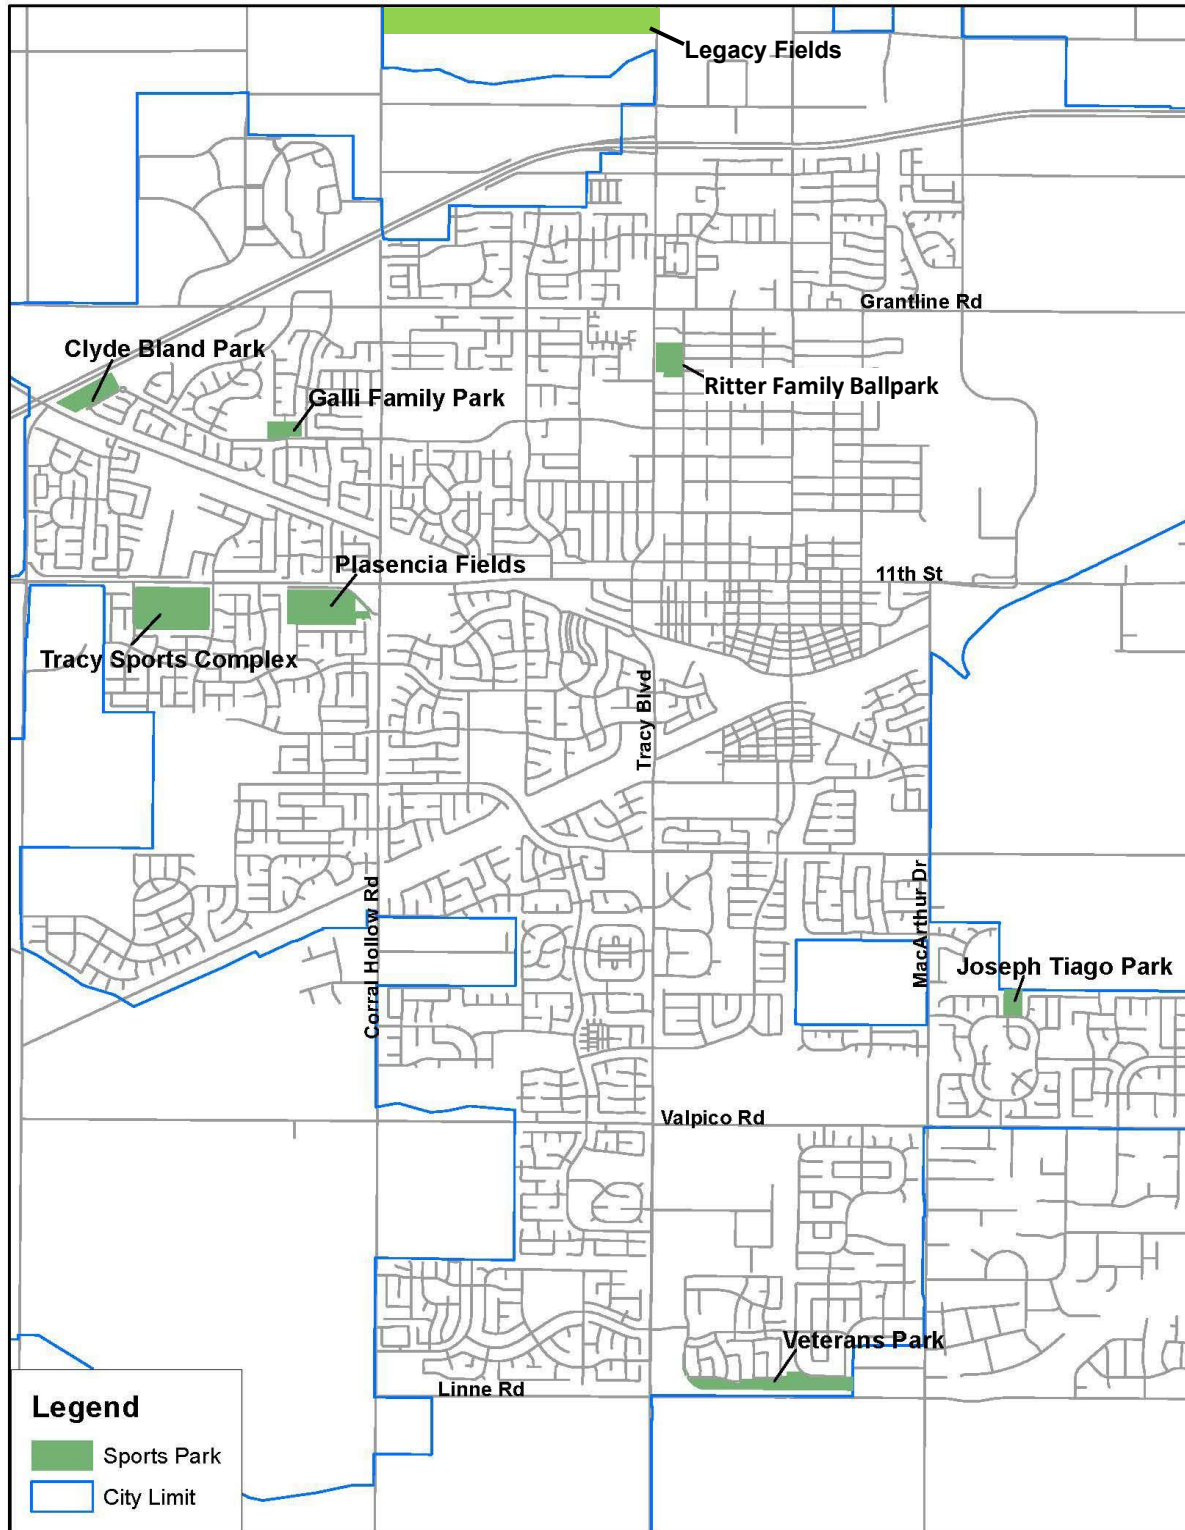 Legacy Fields
Grantline Rd
Clyde Bland Park
Ritter Family Ballpark
Galli Family Park
Plasencia Fields
11th St
Tracy Sports Complex
Tracy Blvd
MacArthur Dr
Corral Hollow Rd
Joseph Tiago Park
Valpico Rd
Veterans Park
Linne Rd
Legend
Sports Park
City Limit